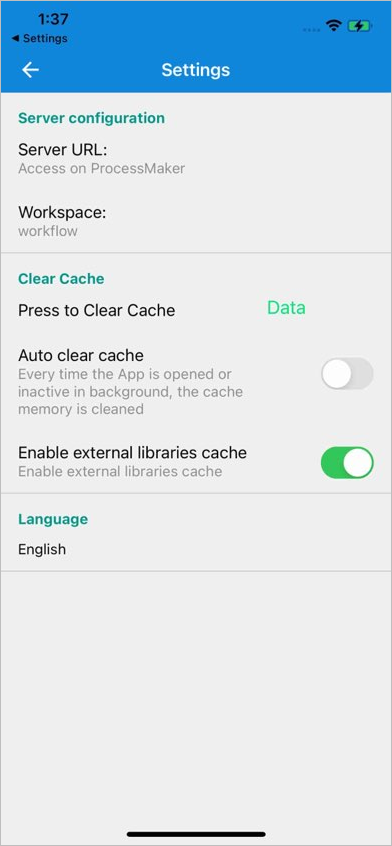 1:37
Settings
Settings
Server configuration
Server URL:
Access on ProcessMaker
Workspace:
workflow
Clear Cache
Press to Clear Cache Data
Auto clear cache
Every time the App is opened or
inactive in background, the cache
memory is cleaned
Enable external libraries cache
Enable external libraries cache
Language
English